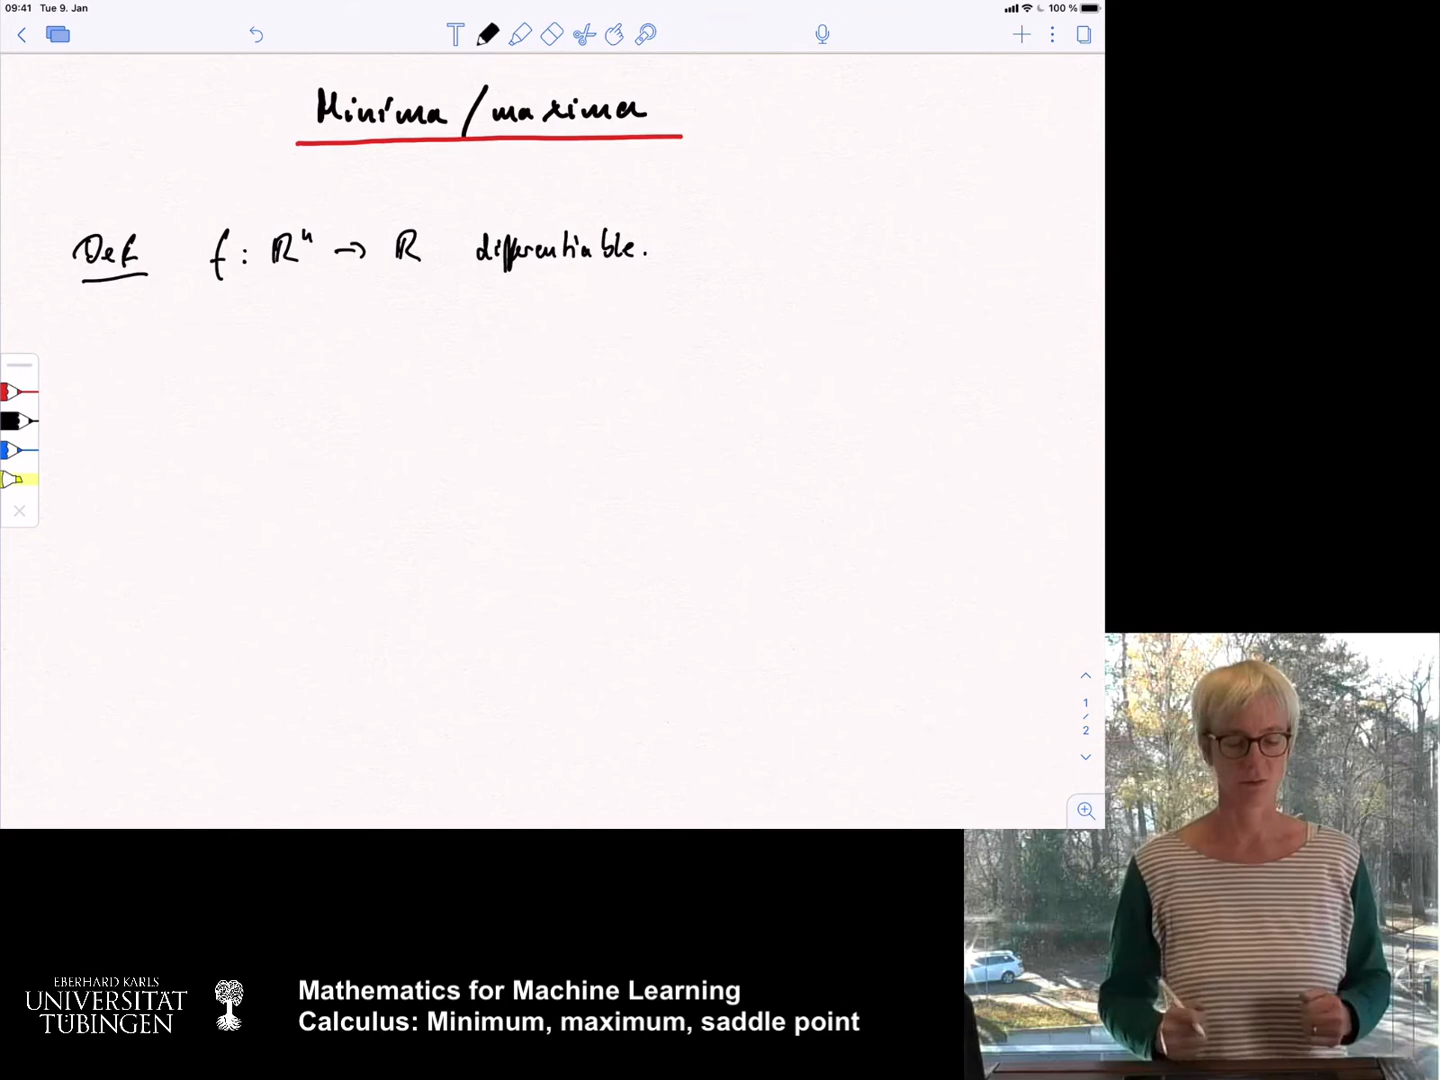 09:41 Tue 9. Jan
100 %
T
Minima / maxima
Def f : ℝⁿ → ℝ differentiable.
1
2
EBERHARD KARLS
UNIVERSITÄT
TÜBINGEN
Mathematics for Machine Learning
Calculus: Minimum, maximum, saddle point